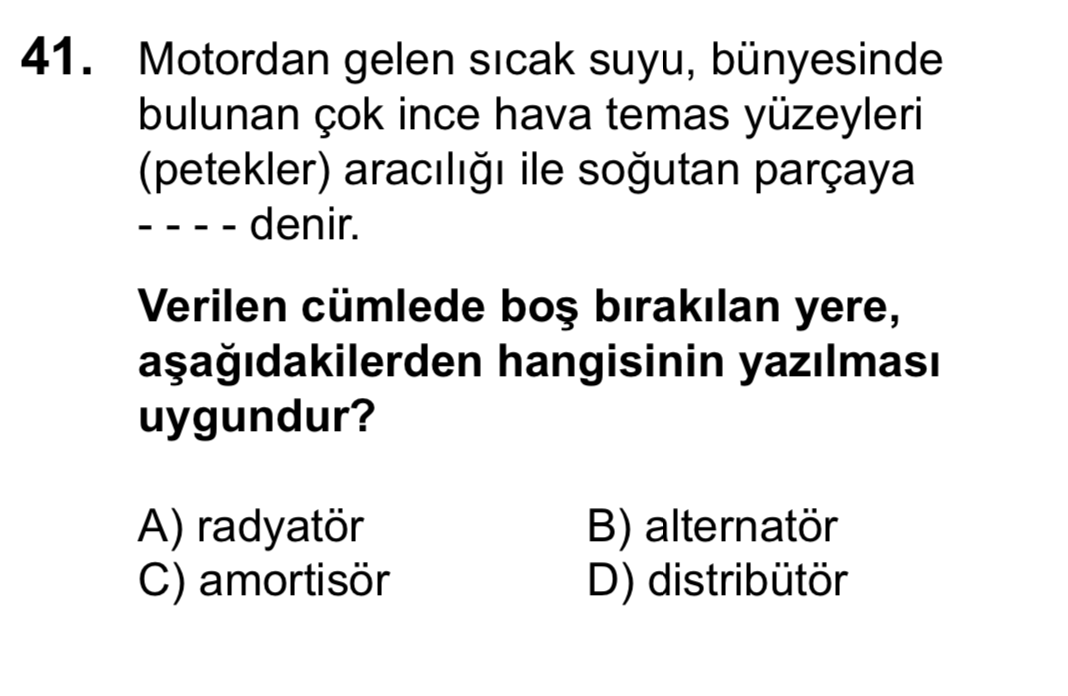 41. Motordan gelen sıcak suyu, bünyesinde
bulunan çok ince hava temas yüzeyleri
(petekler) aracılığı ile soğutan parçaya
- - - - denir.
Verilen cümlede boş bırakılan yere,
aşağıdakilerden hangisinin yazılması
uygundur?
A) radyatör B) alternatör
C) amortisör D) distribütör